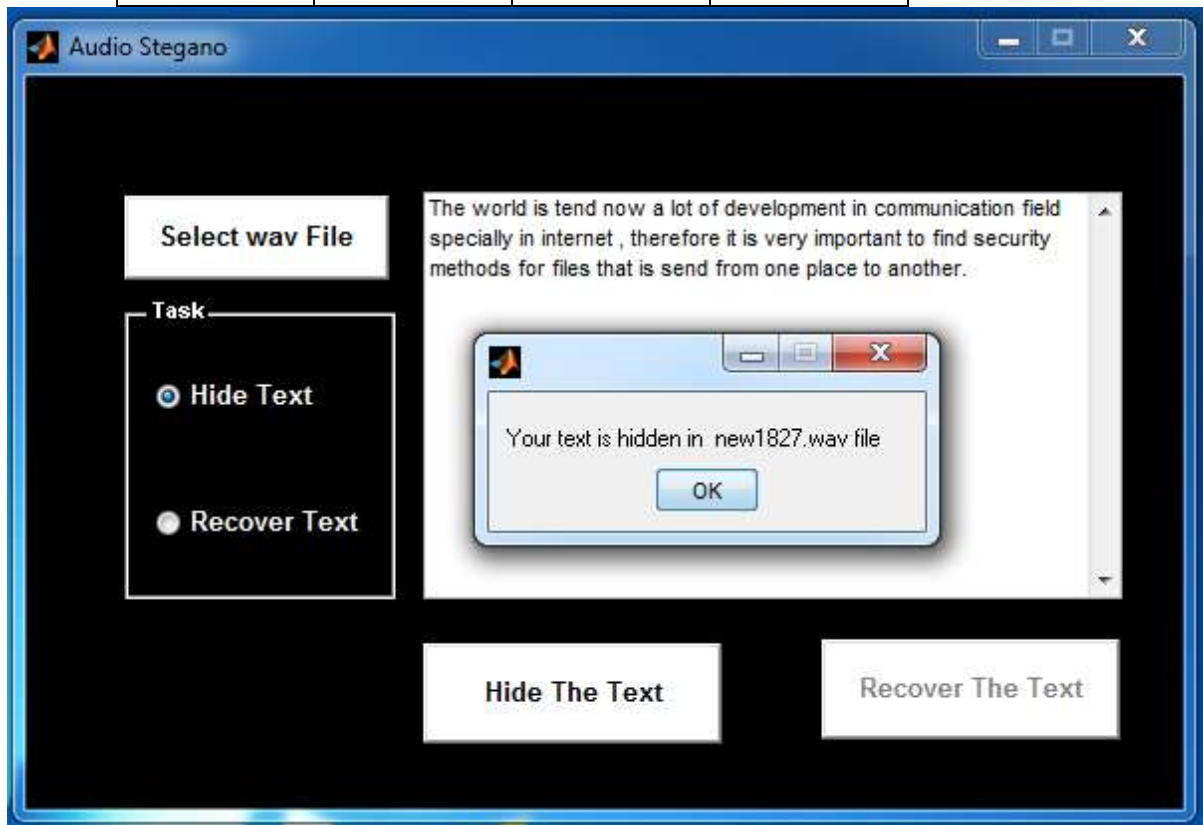 Audio Stegano
Select wav File
The world is tend now a lot of development in communication field
specially in internet , therefore it is very important to find security
methods for files that is send from one place to another.
Task
Hide Text
Recover Text
Your text is hidden in new1827.wav file
OK
Hide The Text
Recover The Text